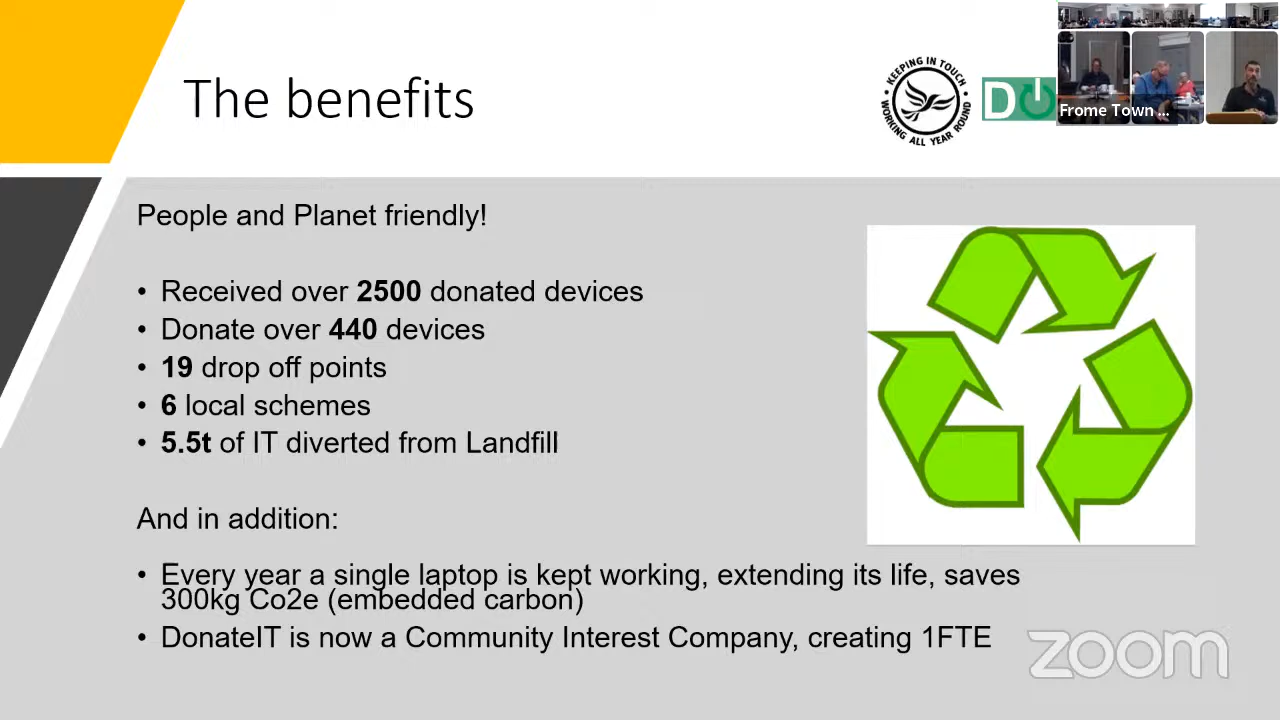 The benefits
KEEPING IN TOUCH
WORKING ALL YEAR ROUND
D
Frome Town ...
People and Planet friendly!
• Received over 2500 donated devices
• Donate over 440 devices
• 19 drop off points
• 6 local schemes
• 5.5t of IT diverted from Landfill
And in addition:
• Every year a single laptop is kept working, extending its life, saves
300kg Co2e (embedded carbon)
• DonateIT is now a Community Interest Company, creating 1FTE
zoom